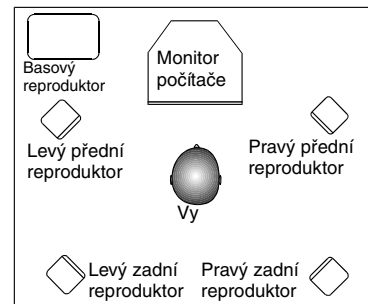 Basový
reproduktor
Monitor
počítače
Levý přední
reproduktor
Pravý přední
reproduktor
Vy
Levý zadní
reproduktor
Pravý zadní
reproduktor